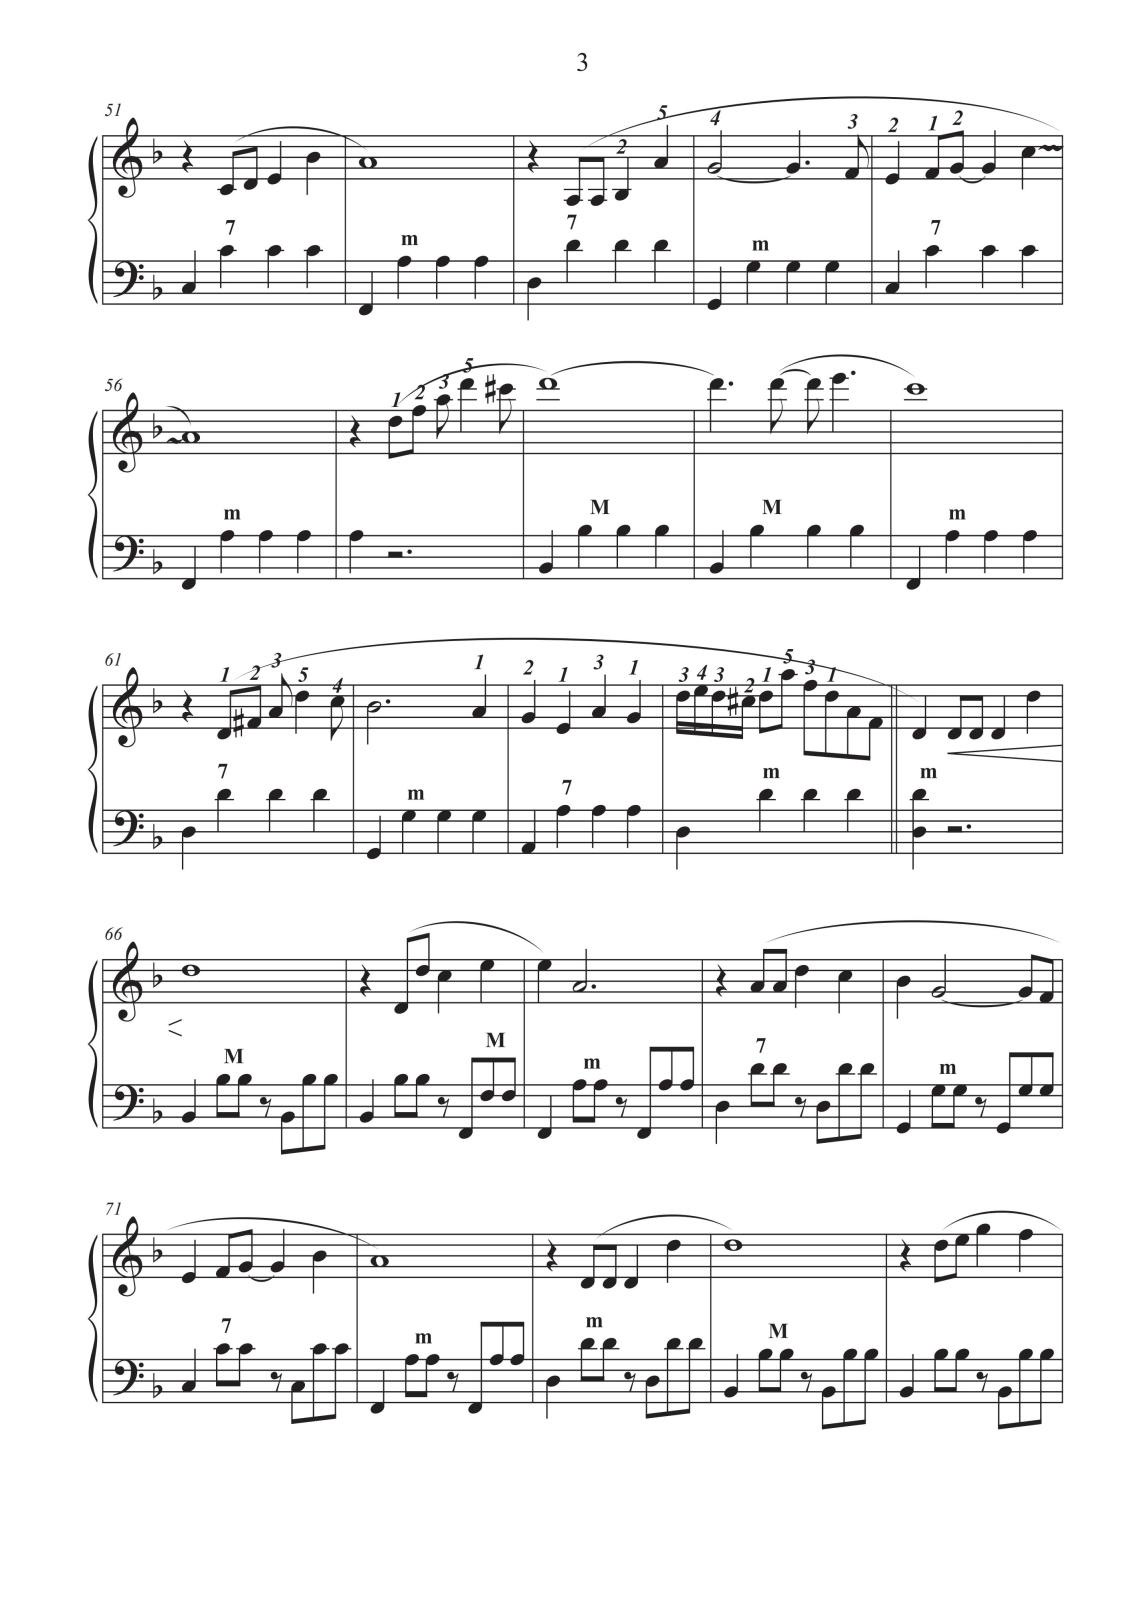 3
51
5 4 3 2 1 2
2
7 m 7 m 7
56
1 2 3 5
m M M m
61
1 2 3 5 4 1 2 1 3 1 3 4 3 2 1 5 3 1
7 m 7 m m
66
M M m 7 m
71
7 m m M